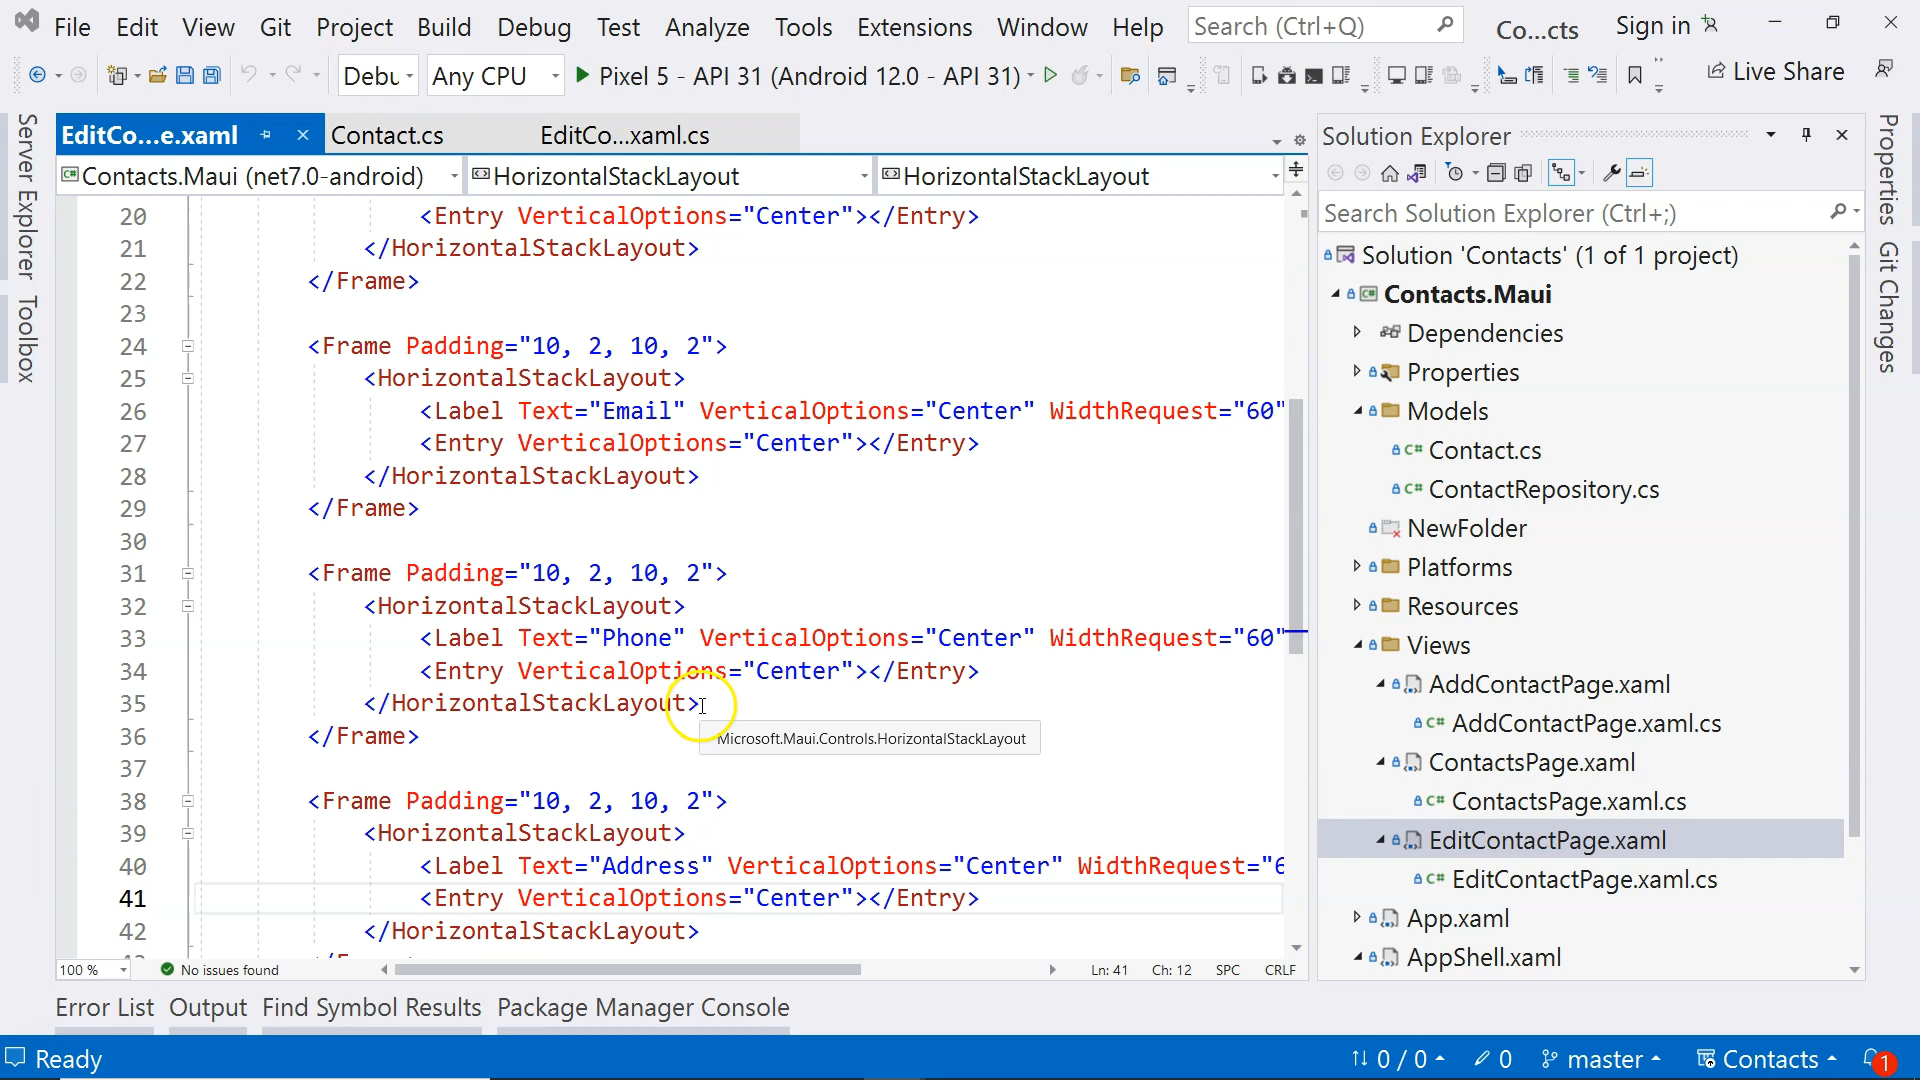 File Edit View Git Project Build Debug Test Analyze Tools Extensions Window Help Search (Ctrl+Q) Co...cts Sign in
Debu Any CPU Pixel 5 - API 31 (Android 12.0 - API 31) Live Share
EditCo...e.xaml Contact.cs EditCo...xaml.cs
Contacts.Maui (net7.0-android) HorizontalStackLayout HorizontalStackLayout
20 <Entry VerticalOptions="Center"></Entry>
21 </HorizontalStackLayout>
22 </Frame>
23
24 <Frame Padding="10, 2, 10, 2">
25 <HorizontalStackLayout>
26 <Label Text="Email" VerticalOptions="Center" WidthRequest="60"
27 <Entry VerticalOptions="Center"></Entry>
28 </HorizontalStackLayout>
29 </Frame>
30
31 <Frame Padding="10, 2, 10, 2">
32 <HorizontalStackLayout>
33 <Label Text="Phone" VerticalOptions="Center" WidthRequest="60"
34 <Entry VerticalOptions="Center"></Entry>
35 </HorizontalStackLayout>
Microsoft.Maui.Controls.HorizontalStackLayout
36 </Frame>
37
38 <Frame Padding="10, 2, 10, 2">
39 <HorizontalStackLayout>
40 <Label Text="Address" VerticalOptions="Center" WidthRequest="6
41 <Entry VerticalOptions="Center"></Entry>
42 </HorizontalStackLayout>
100 % No issues found Ln: 41 Ch: 12 SPC CRLF
Server Explorer
Toolbox
Solution Explorer
Search Solution Explorer (Ctrl+;)
Solution 'Contacts' (1 of 1 project)
Contacts.Maui
Dependencies
Properties
Models
Contact.cs
ContactRepository.cs
NewFolder
Platforms
Resources
Views
AddContactPage.xaml
AddContactPage.xaml.cs
ContactsPage.xaml
ContactsPage.xaml.cs
EditContactPage.xaml
EditContactPage.xaml.cs
App.xaml
AppShell.xaml
Properties
Git Changes
Error List Output Find Symbol Results Package Manager Console
Ready 0 / 0 0 master Contacts 1